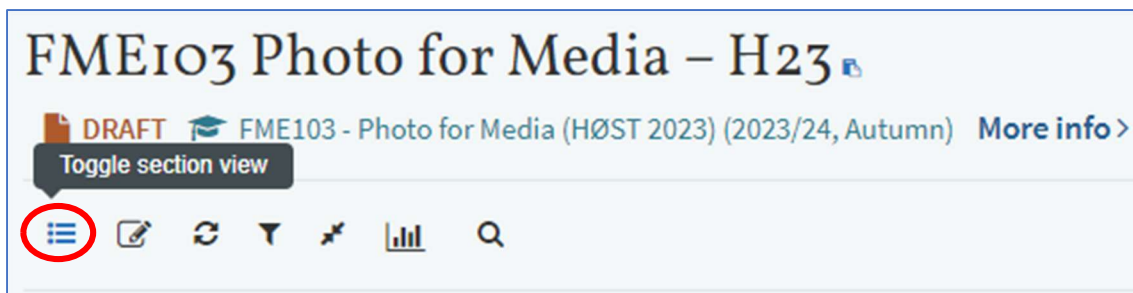 FME103 Photo for Media – H23
DRAFT FME103 - Photo for Media (HØST 2023) (2023/24, Autumn) More info >
Toggle section view